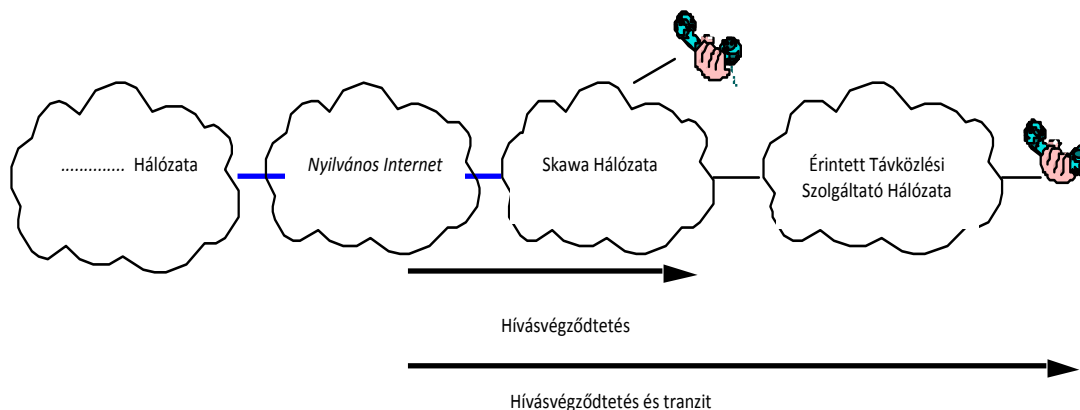 .............. Hálózata
Nyilvános Internet
Skawa Hálózata
Érintett Távközlési
Szolgáltató Hálózata
Hívásvégződtetés
Hívásvégződtetés és tranzit